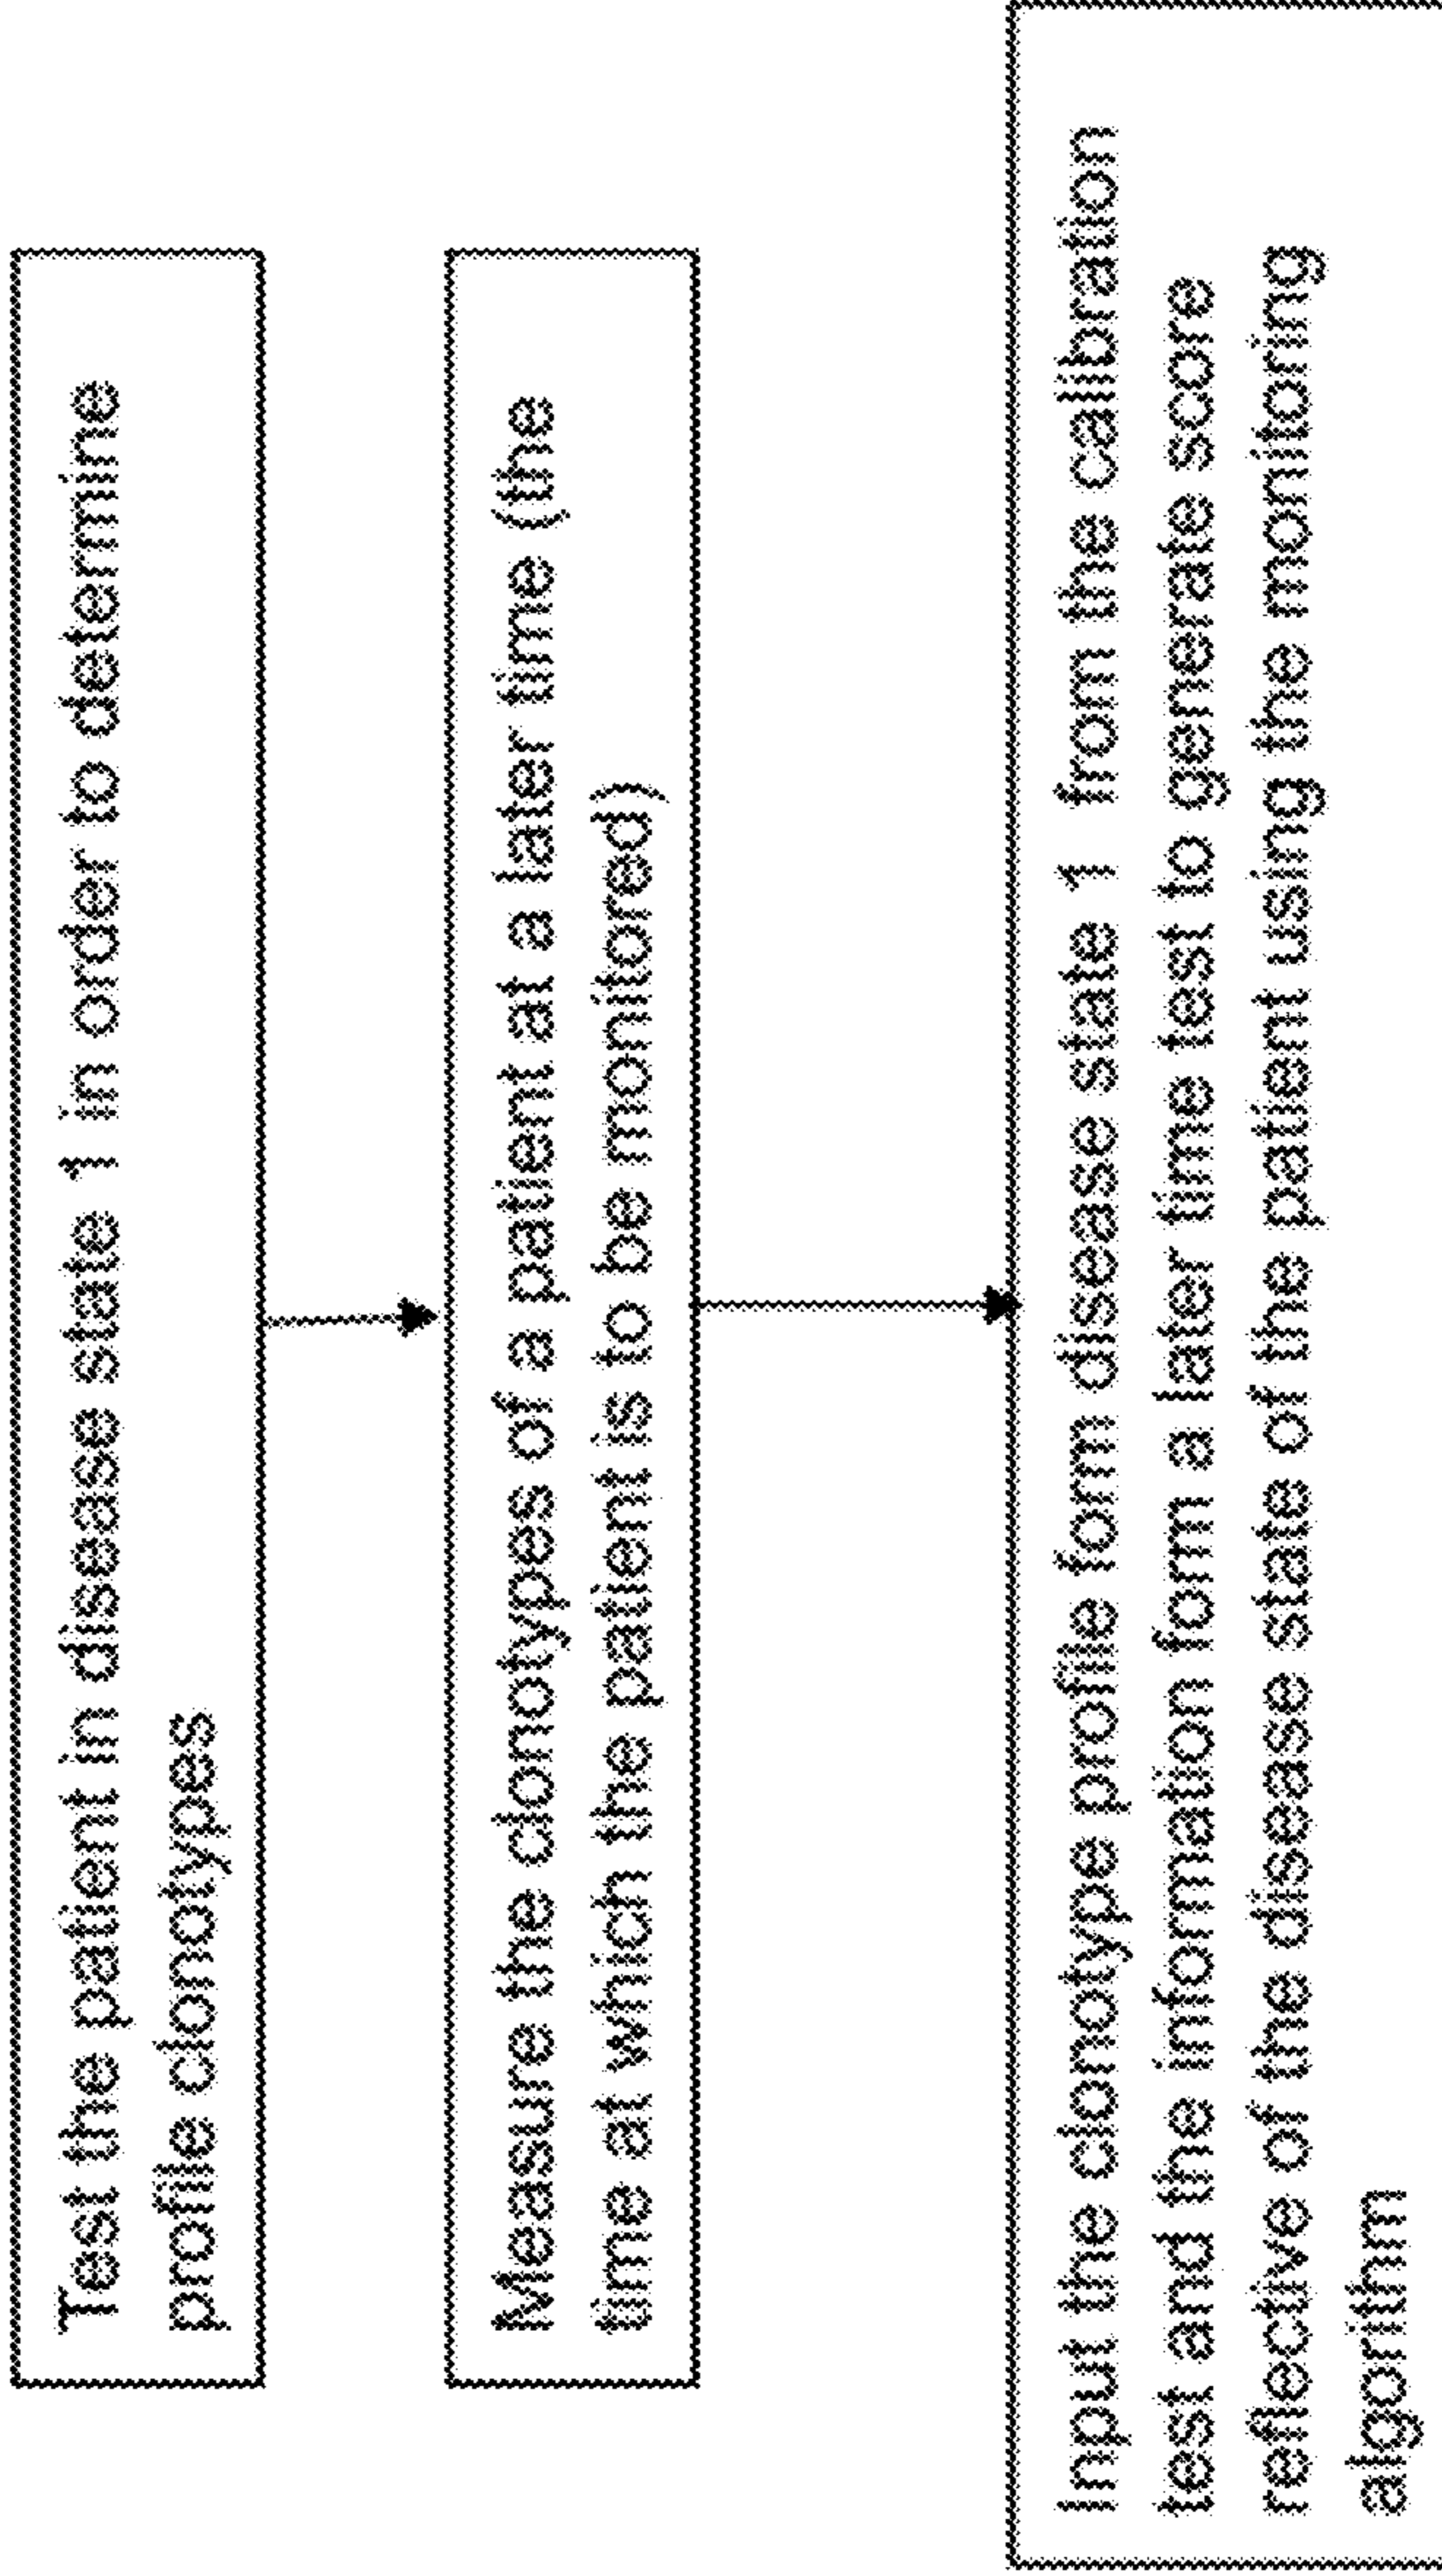 Test the patient in disease state 1 in order to determine
profile clonotypes
Measure the clonotypes of a patient at a later time (the
time at which the patient is to be monitored)
Input the clonotype profile form disease state 1 from the calibration
test and the information form a later time test to generate score
reflective of the disease state of the patient using the monitoring
algorithm